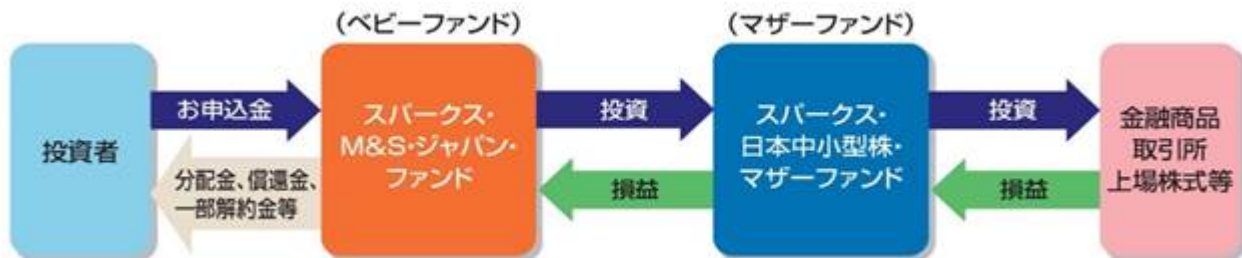 (ベビーファンド)
(マザーファンド)
投資者
お申込金
分配金、償還金、
一部解約金等
スパークス・
M&S・ジャパン・
ファンド
投資
損益
スパークス・
日本中小型株・
マザーファンド
投資
損益
金融商品
取引所
上場株式等